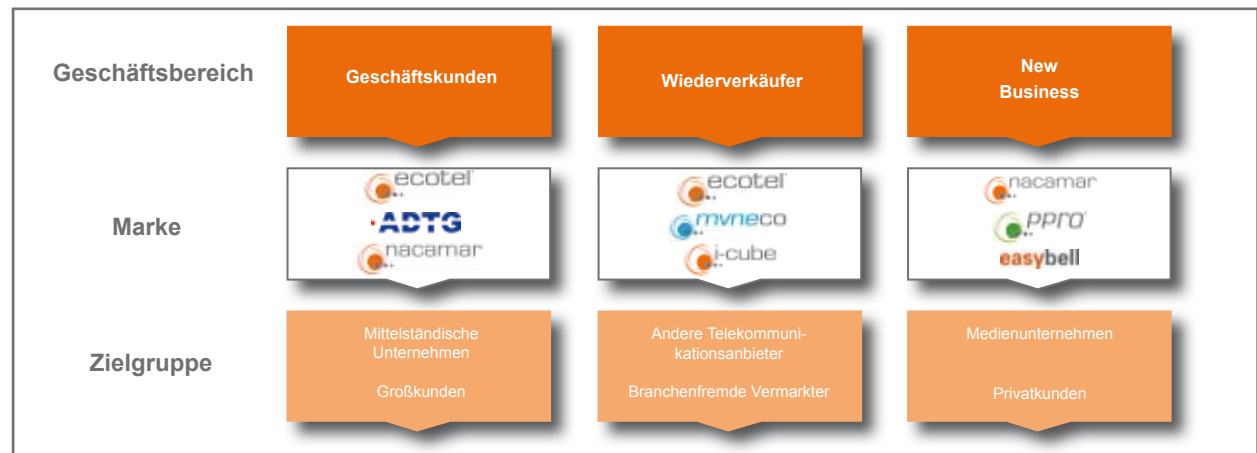 Geschäftsbereich
Geschäftskunden
Wiederverkäufer
New
Business
Marke
ecotel
ADTG
nacamar
ecotel
mvneco
i-cube
nacamar
ppro
easybell
Zielgruppe
Mittelständische
Unternehmen
Großkunden
Andere Telekommuni-
kationsanbieter
Branchenfremde Vermarkter
Medienunternehmen
Privatkunden